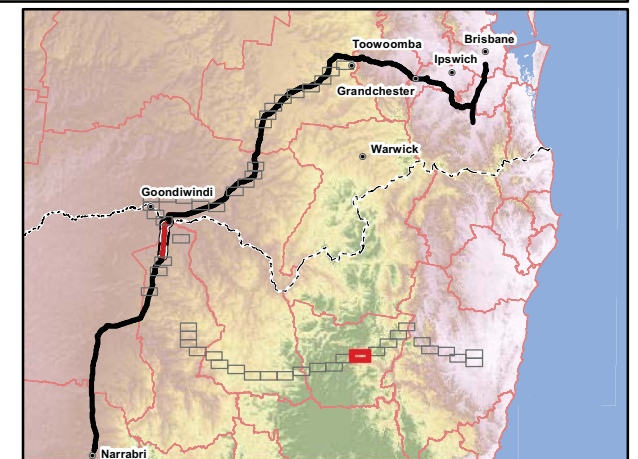 Brisbane
Toowoomba
Ipswich
Grandchester
Warwick
Goondiwindi
Narrabri